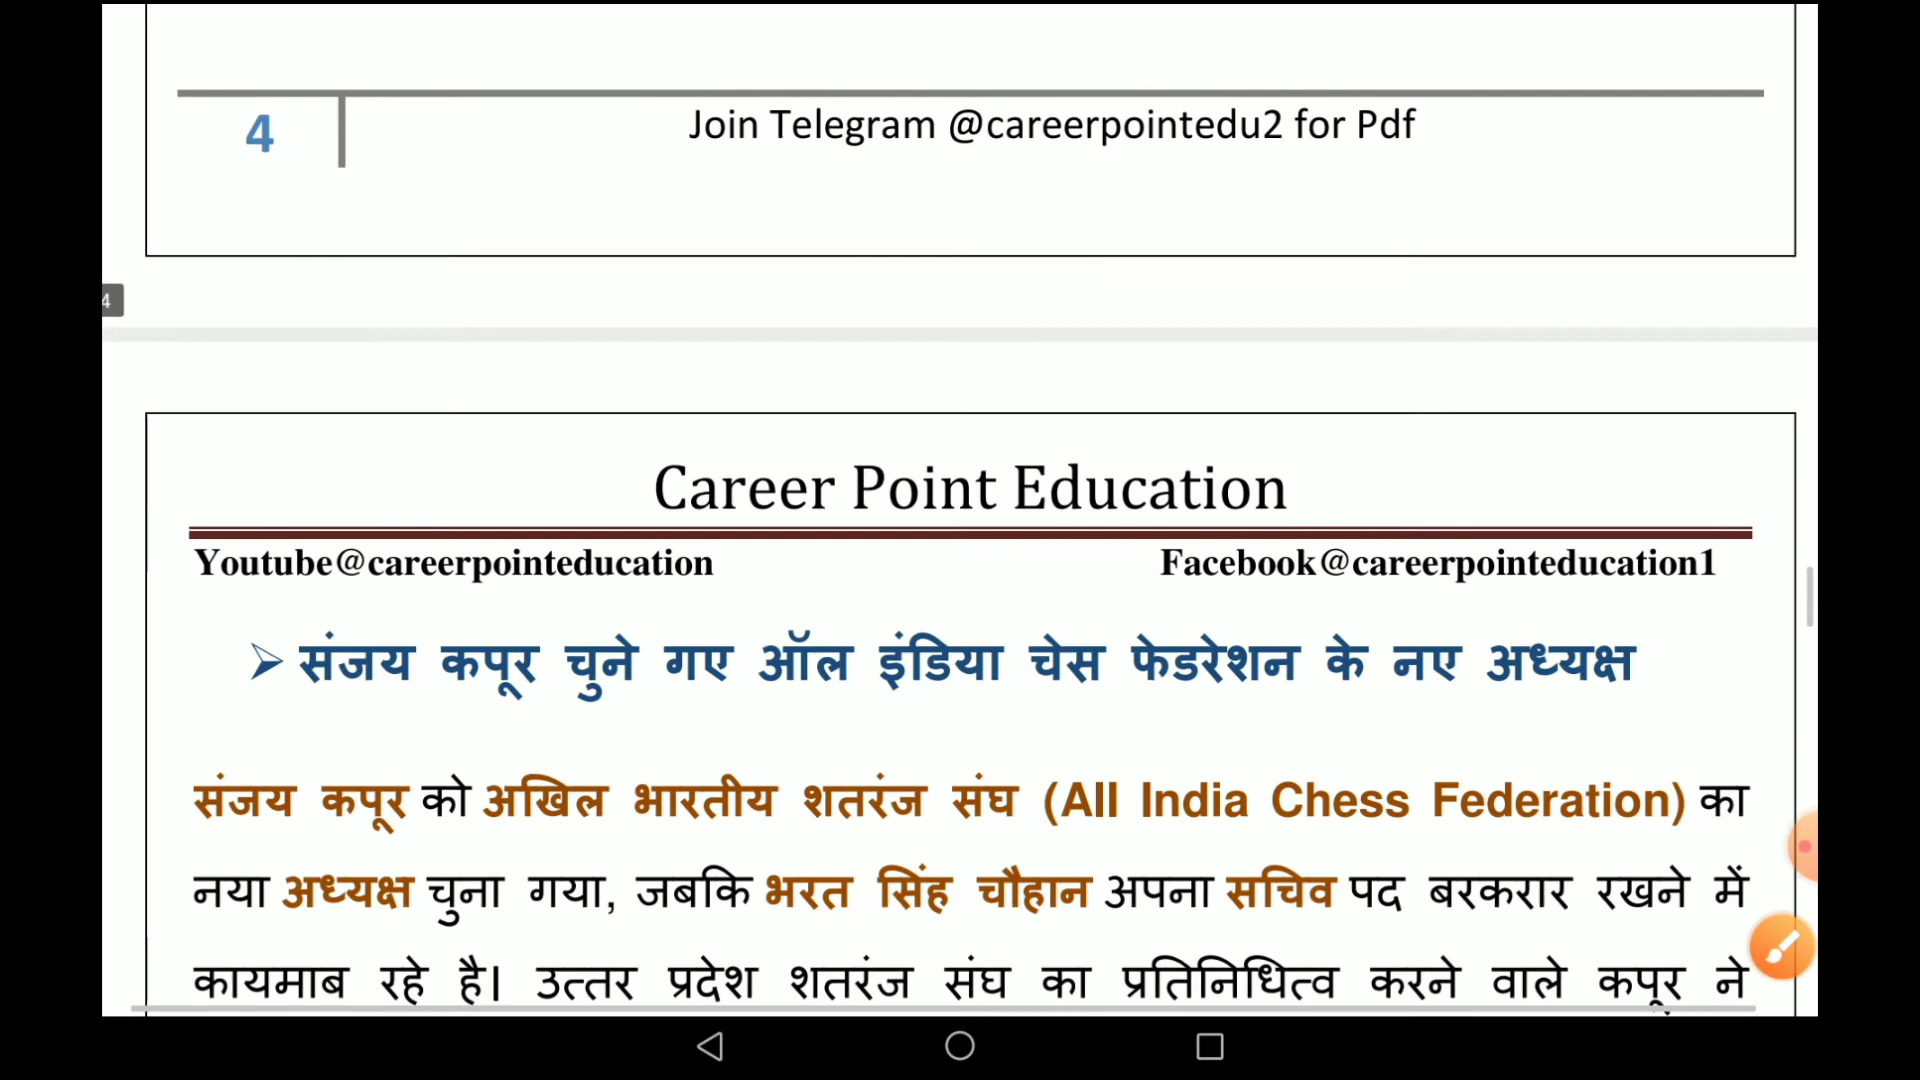 4
Join Telegram @careerpointedu2 for Pdf
4
Career Point Education
Youtube@careerpointeducation
Facebook@careerpointeducation1
संजय कपूर चुने गए ऑल इंडिया चेस फेडरेशन के नए अध्यक्ष
संजय कपूर को अखिल भारतीय शतरंज संघ (All India Chess Federation) का
नया अध्यक्ष चुना गया, जबकि भरत सिंह चौहान अपना सचिव पद बरकरार रखने में
कायमाब रहे है। उत्तर प्रदेश शतरंज संघ का प्रतिनिधित्व करने वाले कपूर ने